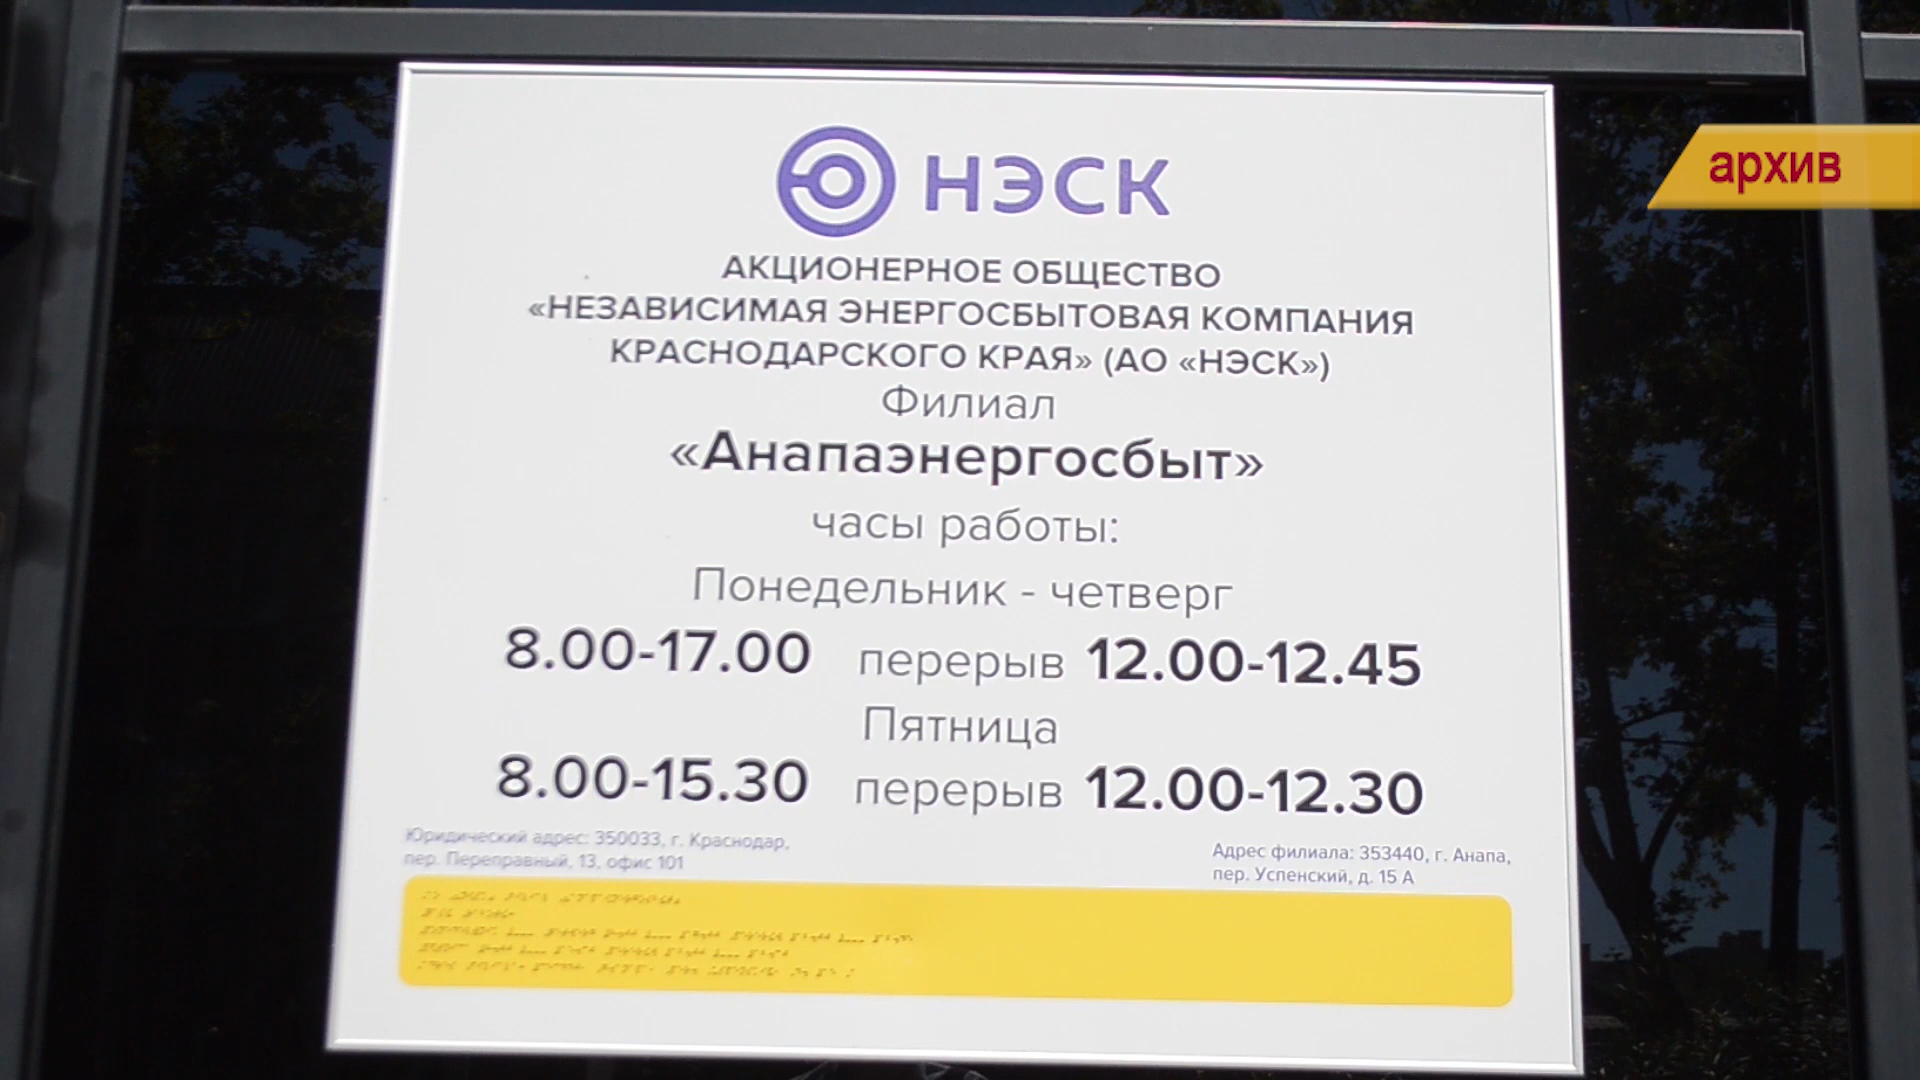 архив
НЭСК
АКЦИОНЕРНОЕ ОБЩЕСТВО
«НЕЗАВИСИМАЯ ЭНЕРГОСБЫТОВАЯ КОМПАНИЯ
КРАСНОДАРСКОГО КРАЯ» (АО «НЭСК»)
Филиал
«Анапаэнергосбыт»
часы работы:
Понедельник - четверг
8.00-17.00 перерыв 12.00-12.45
Пятница
8.00-15.30 перерыв 12.00-12.30
Юридический адрес: 350033, г. Краснодар,
пер. Переправный, 13, офис 101
Адрес филиала: 353440, г. Анапа,
пер. Успенский, д. 15 А